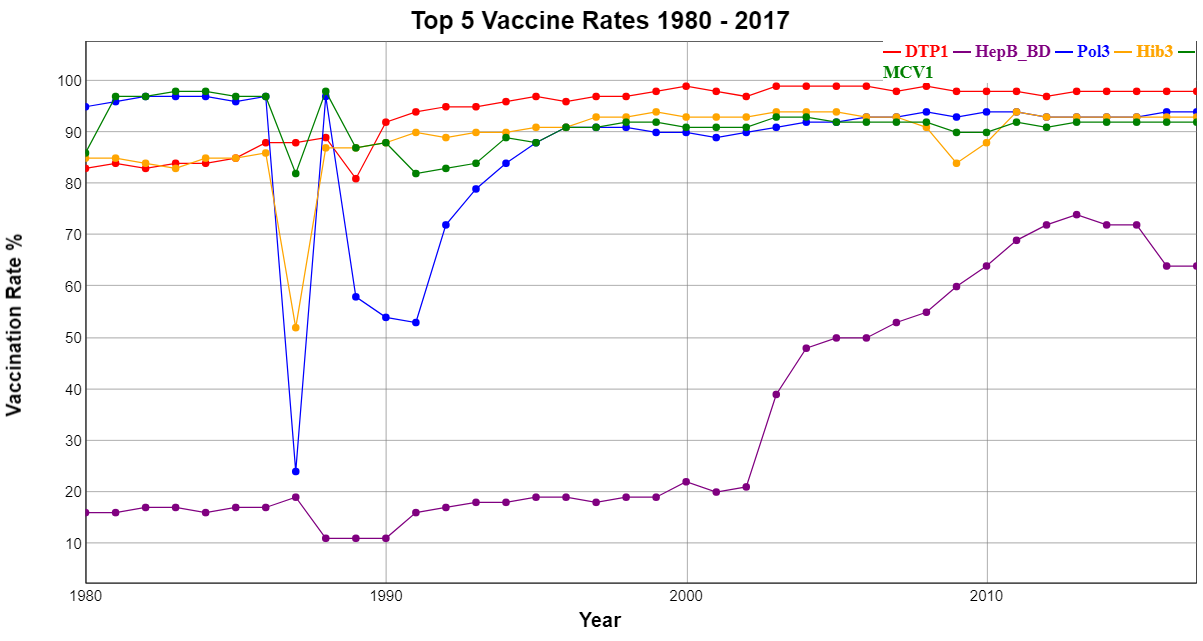 Top 5 Vaccine Rates 1980 - 2017
DTP1 HepB_BD Pol3 Hib3
MCV1
100
90
80
70
60
50
40
30
20
10
Vaccination Rate %
1980 1990 2000 2010
Year